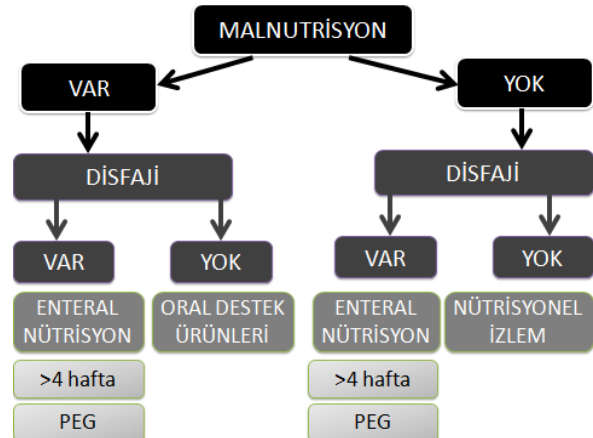 MALNUTRİSYON
VAR
YOK
DİSFAJİ
DİSFAJİ
VAR
YOK
VAR
YOK
ENTERAL
NÜTRİSYON
ORAL DESTEK
ÜRÜNLERİ
ENTERAL
NÜTRİSYON
NÜTRİSYONEL
İZLEM
>4 hafta
>4 hafta
PEG
PEG